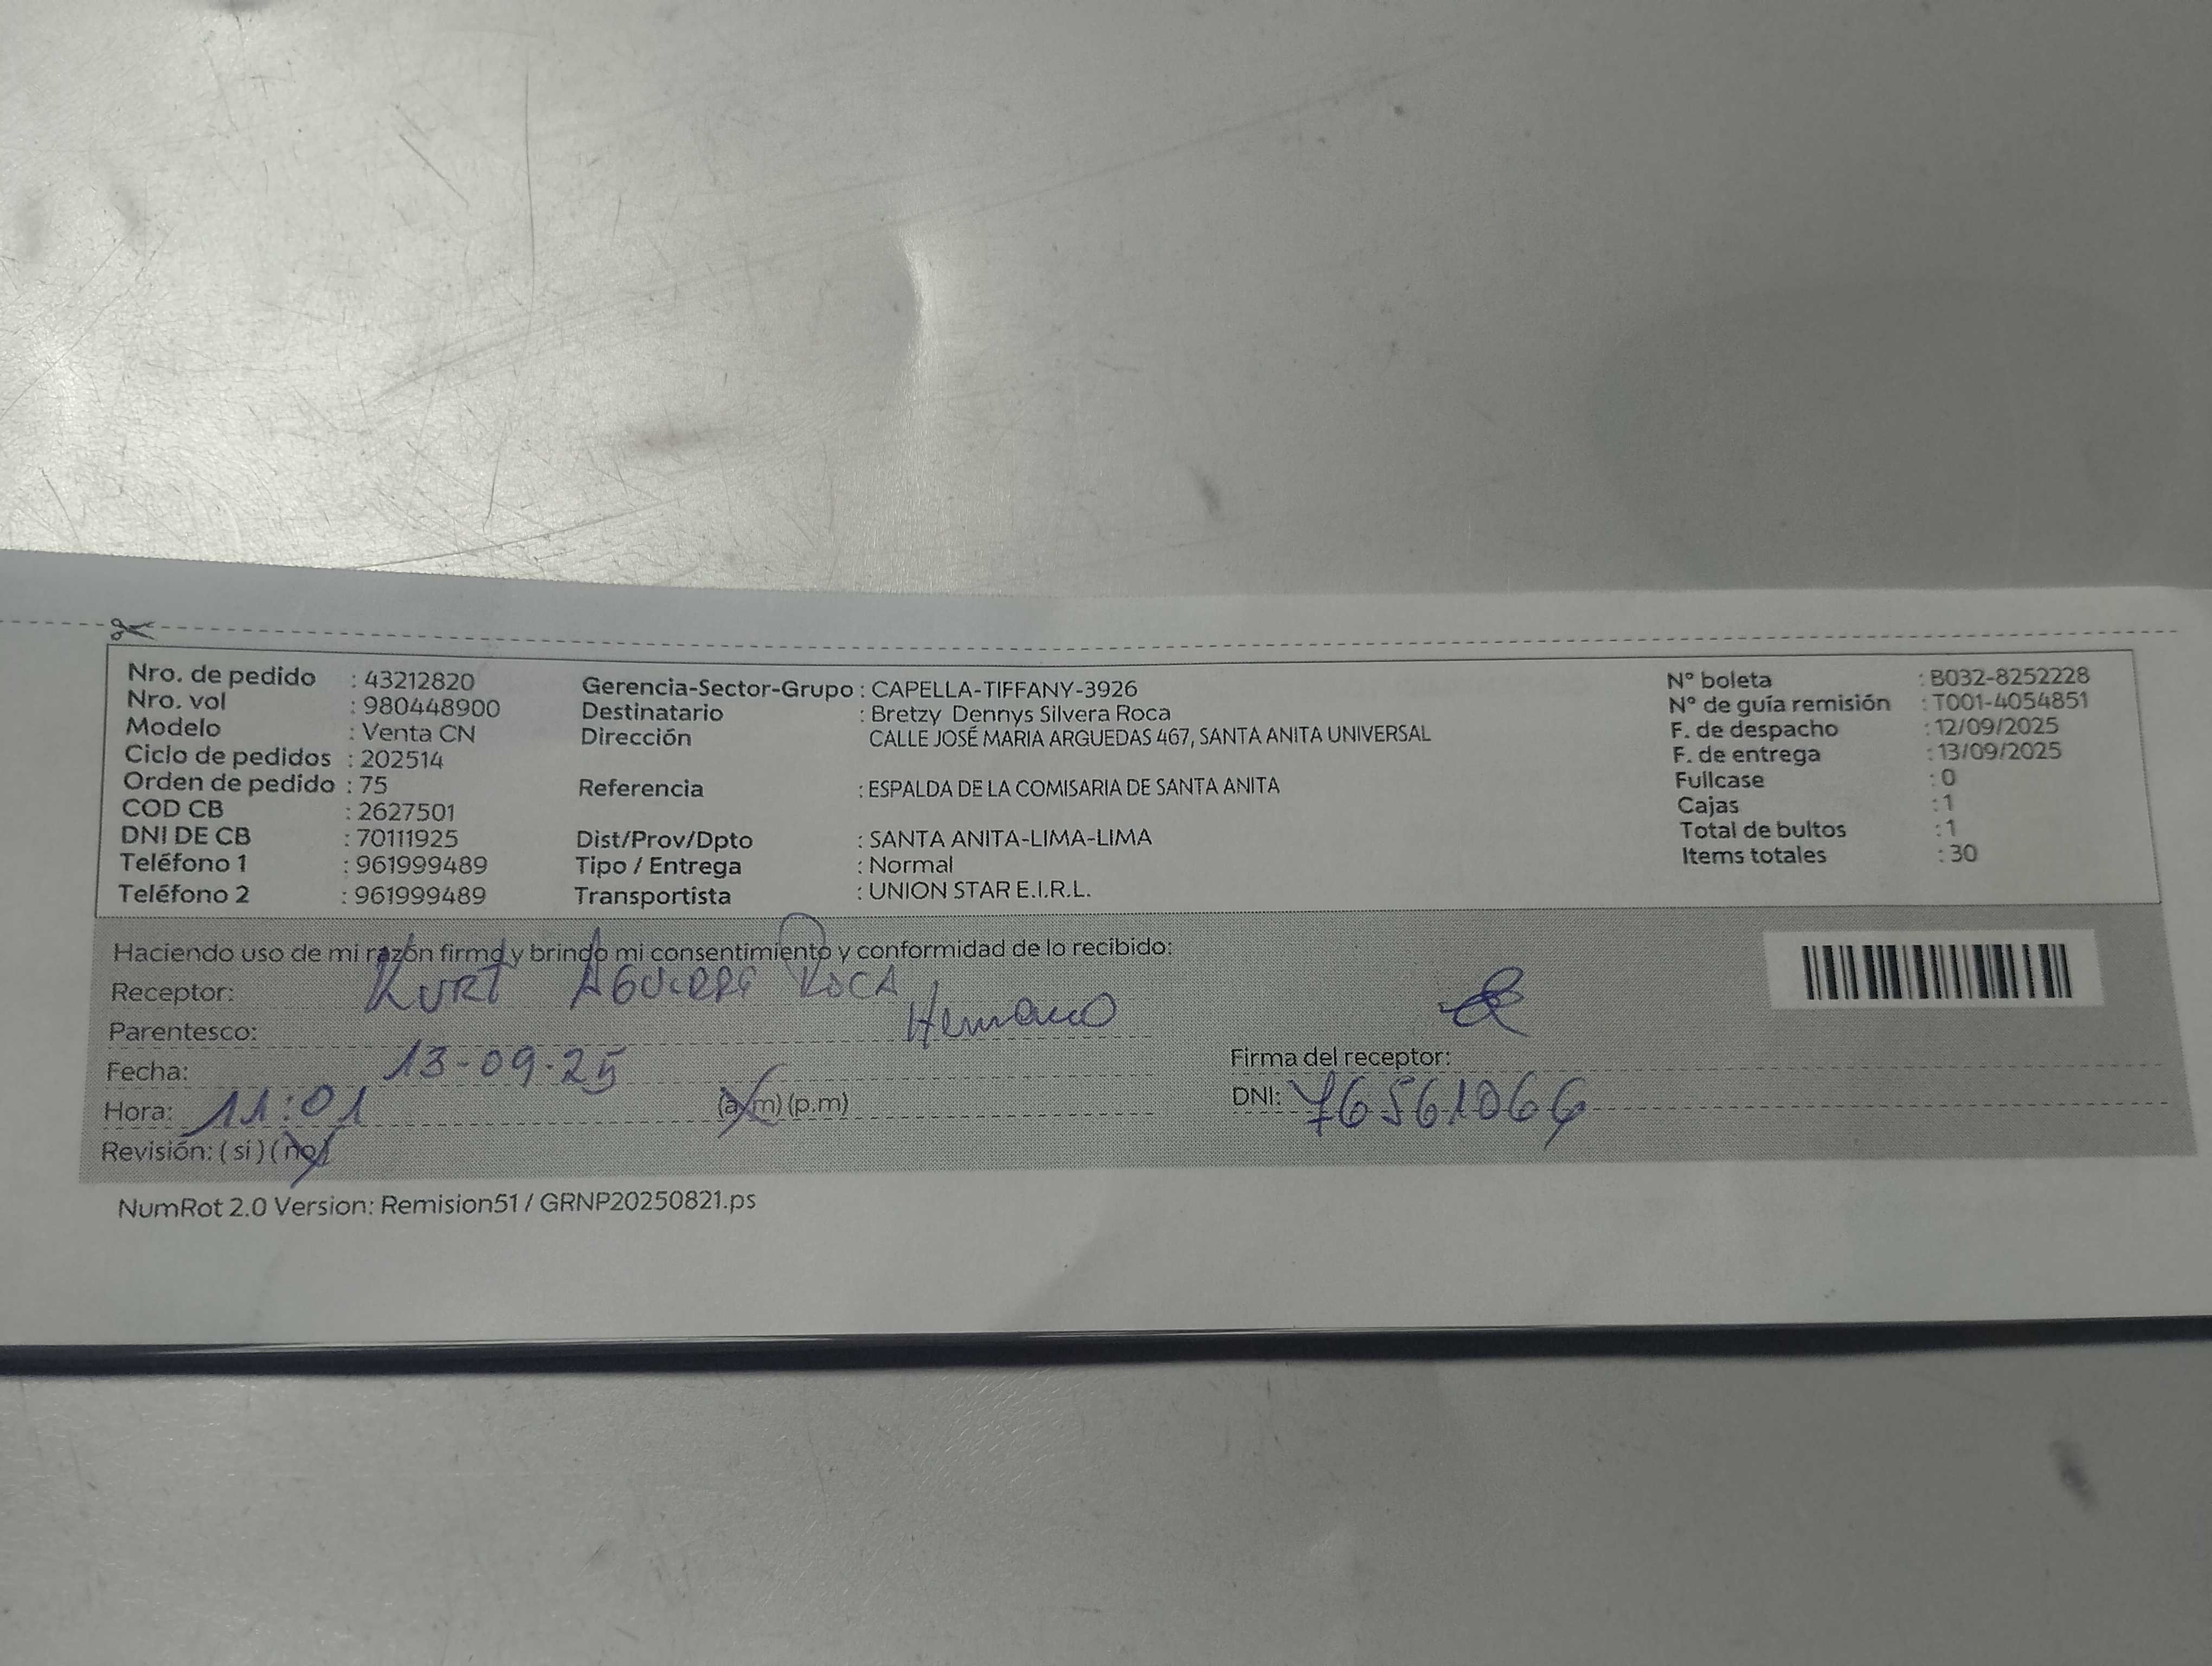 Nro. de pedido : 43212820
Nro. vol : 980448900
Modelo : Venta CN
Ciclo de pedidos : 202514
Orden de pedido : 75
COD CB : 2627501
DNI DE CB : 70111925
Teléfono 1 : 961999489
Teléfono 2 : 961999489
Gerencia-Sector-Grupo : CAPELLA-TIFFANY-3926
Destinatario : Bretzy Dennys Silvera Roca
Dirección CALLE JOSÉ MARIA ARGUEDAS 467, SANTA ANITA UNIVERSAL
Referencia : ESPALDA DE LA COMISARIA DE SANTA ANITA
Dist/Prov/Dpto : SANTA ANITA-LIMA-LIMA
Tipo / Entrega : Normal
Transportista : UNION STAR E.I.R.L.
N° boleta : B032-8252228
N° de guía remisión : T001-4054851
F. de despacho : 12/09/2025
F. de entrega : 13/09/2025
Fullcase : 0
Cajas : 1
Total de bultos : 1
Items totales : 30
Haciendo uso de mi razón firmo y brindo mi consentimiento y conformidad de lo recibido:
Receptor: KURT AGUIRRE ROCA
Parentesco: Hermano
Fecha: 13-09-25
Hora: 11:01 (a.m) (p.m)
Revisión: ( si ) ( no )
Firma del receptor:
DNI: 76561066
NumRot 2.0 Version: Remision51 / GRNP20250821.ps